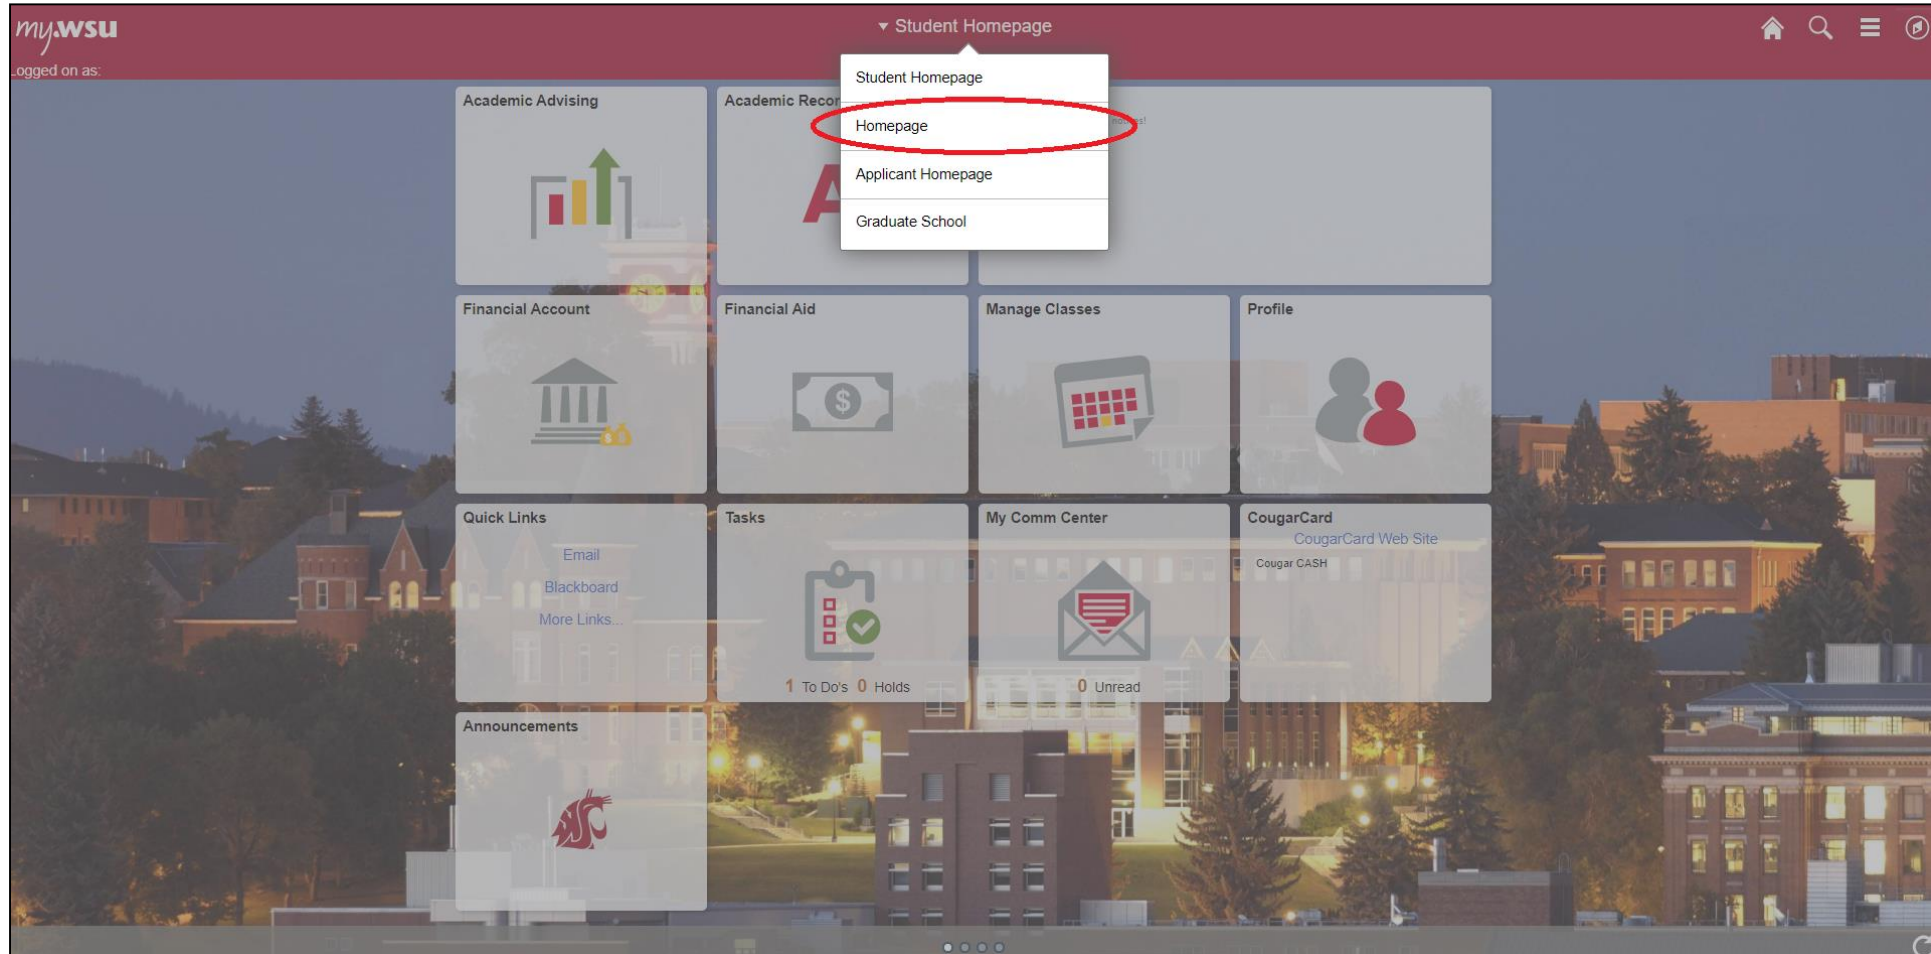 my.wsu
Student Homepage
Logged on as:
Student Homepage
Homepage
Applicant Homepage
Graduate School
Academic Advising
Academic Recor
Financial Account
Financial Aid
Manage Classes
Profile
Quick Links
Email
Blackboard
More Links...
Tasks
1 To Do's 0 Holds
My Comm Center
0 Unread
CougarCard
CougarCard Web Site
Cougar CASH
Announcements